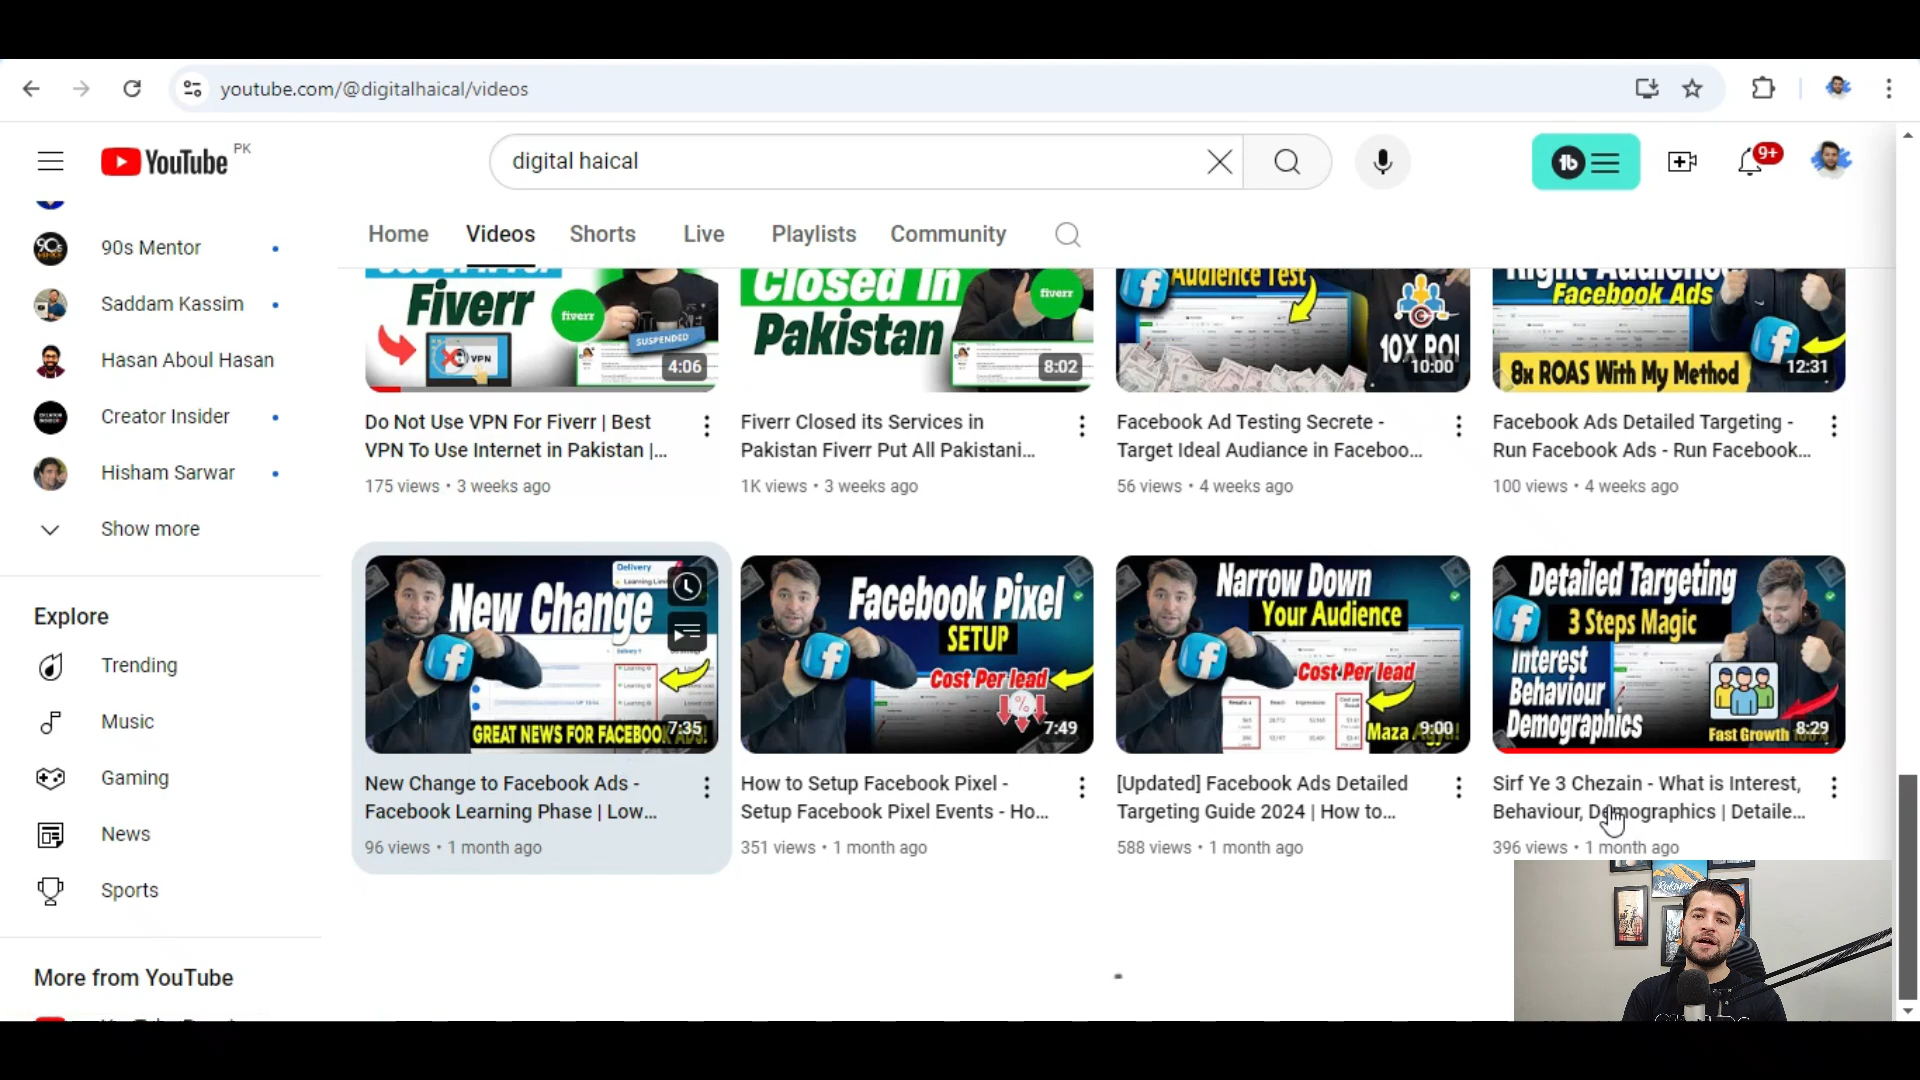 youtube.com/@digitalhaical/videos
YouTube PK
digital haical
9+
Home Videos Shorts Live Playlists Community
90s Mentor
Saddam Kassim
Hasan Aboul Hasan
Creator Insider
Hisham Sarwar
Show more
Explore
Trending
Music
Gaming
News
Sports
More from YouTube
Fiverr
fiverr
VPN
SUSPENDED
4:06
Do Not Use VPN For Fiverr | Best
VPN To Use Internet in Pakistan |...
175 views • 3 weeks ago
Closed In
Pakistan
fiverr
8:02
Fiverr Closed its Services in
Pakistan Fiverr Put All Pakistani...
1K views • 3 weeks ago
Audience Test
10X ROI
10:00
Facebook Ad Testing Secrete -
Target Ideal Audiance in Faceboo...
56 views • 4 weeks ago
Right Audience
Facebook Ads
8x ROAS With My Method
12:31
Facebook Ads Detailed Targeting -
Run Facebook Ads - Run Facebook...
100 views • 4 weeks ago
Delivery
New Change
GREAT NEWS FOR FACEBOOK ADS!
7:35
New Change to Facebook Ads -
Facebook Learning Phase | Low...
96 views • 1 month ago
Facebook Pixel
SETUP
Cost Per lead
7:49
How to Setup Facebook Pixel -
Setup Facebook Pixel Events - Ho...
351 views • 1 month ago
Narrow Down
Your Audience
Cost Per lead
Maza
9:00
[Updated] Facebook Ads Detailed
Targeting Guide 2024 | How to...
588 views • 1 month ago
Detailed Targeting
3 Steps Magic
Interest
Behaviour
Demographics
Fast Growth
8:29
Sirf Ye 3 Chezain - What is Interest,
Behaviour, Demographics | Detaile...
396 views • 1 month ago